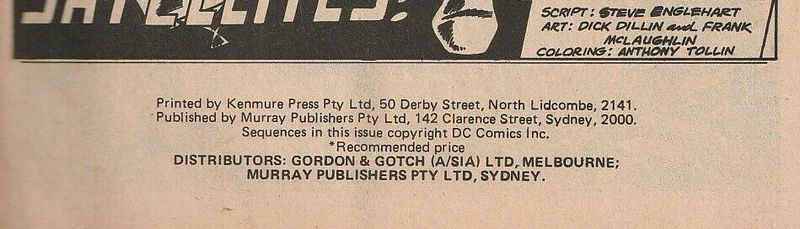 SATELLITES!
SCRIPT: STEVE ENGLEHART
ART: DICK DILLIN and FRANK
McLAUGHLIN
COLORING: ANTHONY TOLLIN
Printed by Kenmure Press Pty Ltd, 50 Derby Street, North Lidcombe, 2141.
Published by Murray Publishers Pty Ltd, 142 Clarence Street, Sydney, 2000.
Sequences in this issue copyright DC Comics Inc.
*Recommended price
DISTRIBUTORS: GORDON & GOTCH (A/SIA) LTD, MELBOURNE;
MURRAY PUBLISHERS PTY LTD, SYDNEY.